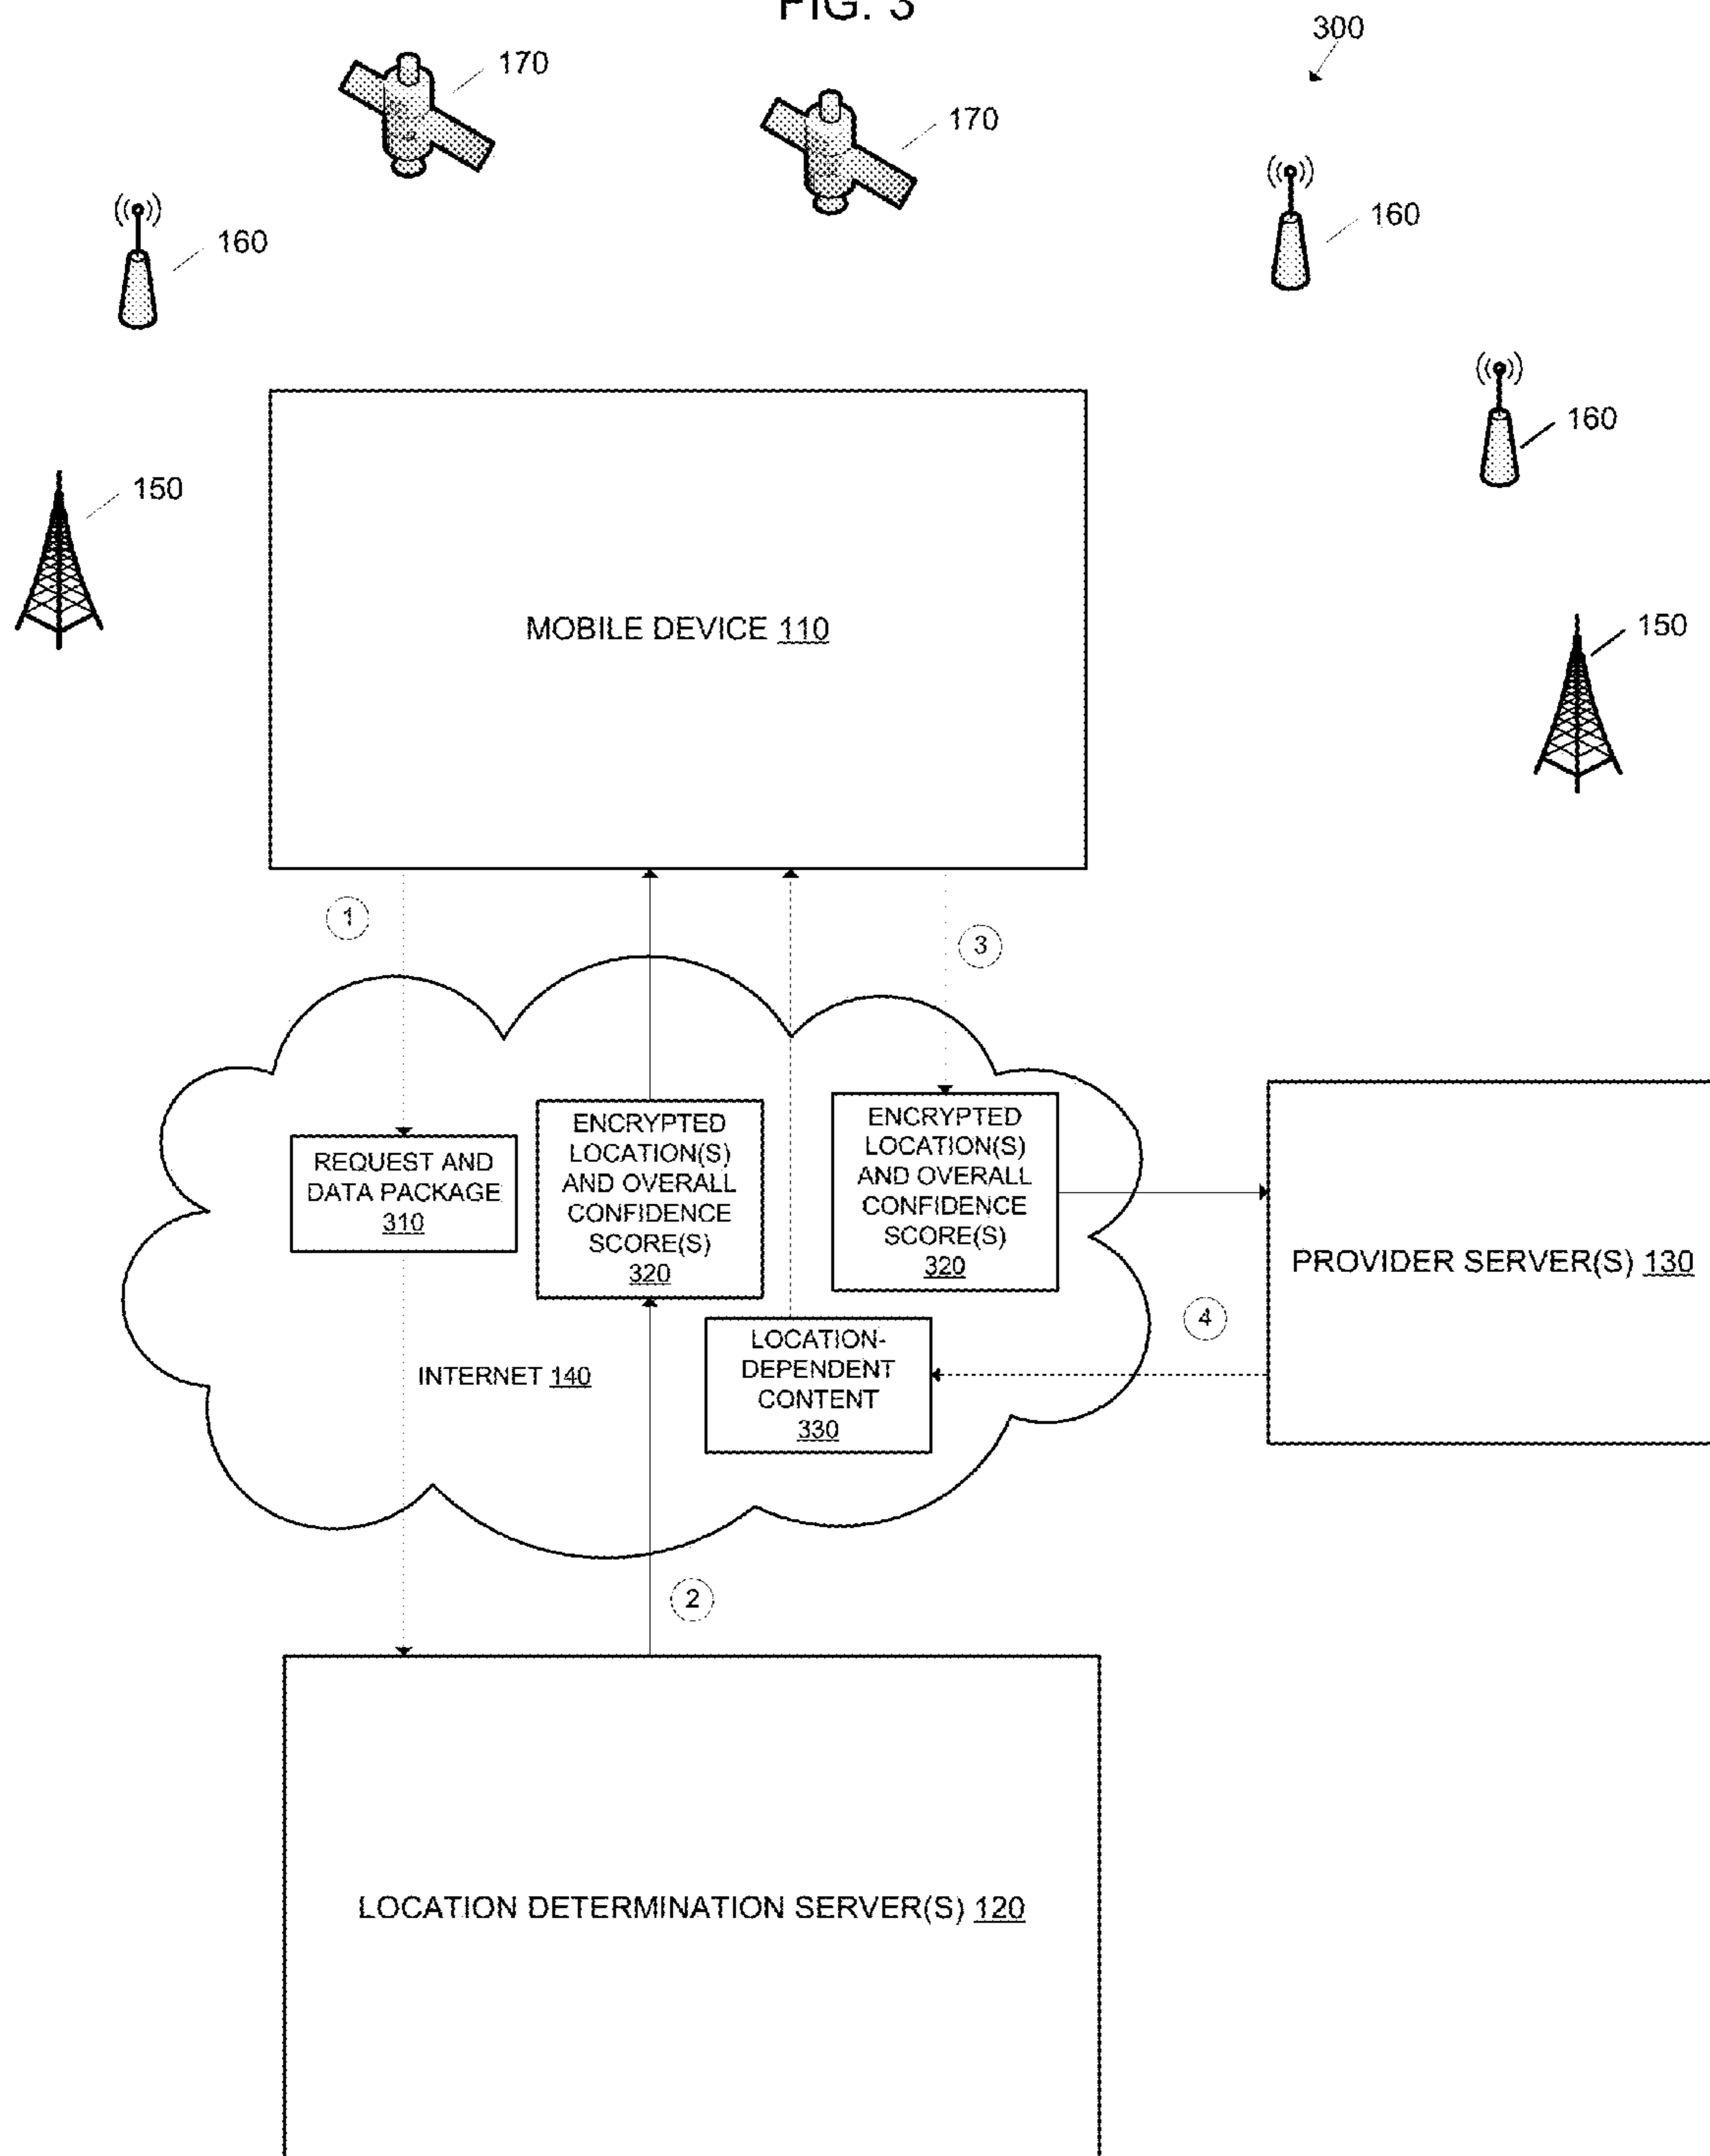 FIG. 3
300
170
170
160
160
160
150
150
MOBILE DEVICE 110
1
3
REQUEST AND
DATA PACKAGE
310
ENCRYPTED
LOCATION(S)
AND OVERALL
CONFIDENCE
SCORE(S)
320
ENCRYPTED
LOCATION(S)
AND OVERALL
CONFIDENCE
SCORE(S)
320
PROVIDER SERVER(S) 130
4
LOCATION-
DEPENDENT
CONTENT
330
INTERNET 140
2
LOCATION DETERMINATION SERVER(S) 120